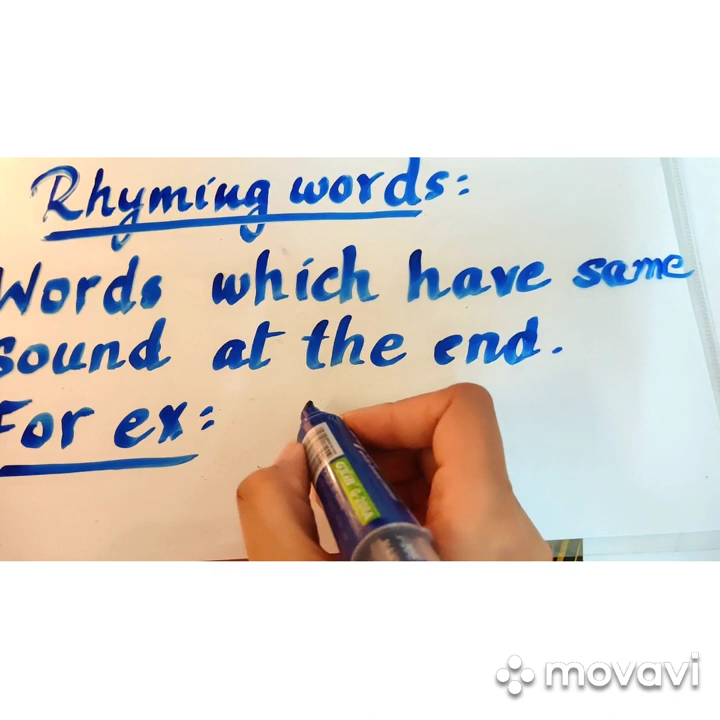 Rhyming words:
Words which have same
sound at the end.
For ex:
movavi